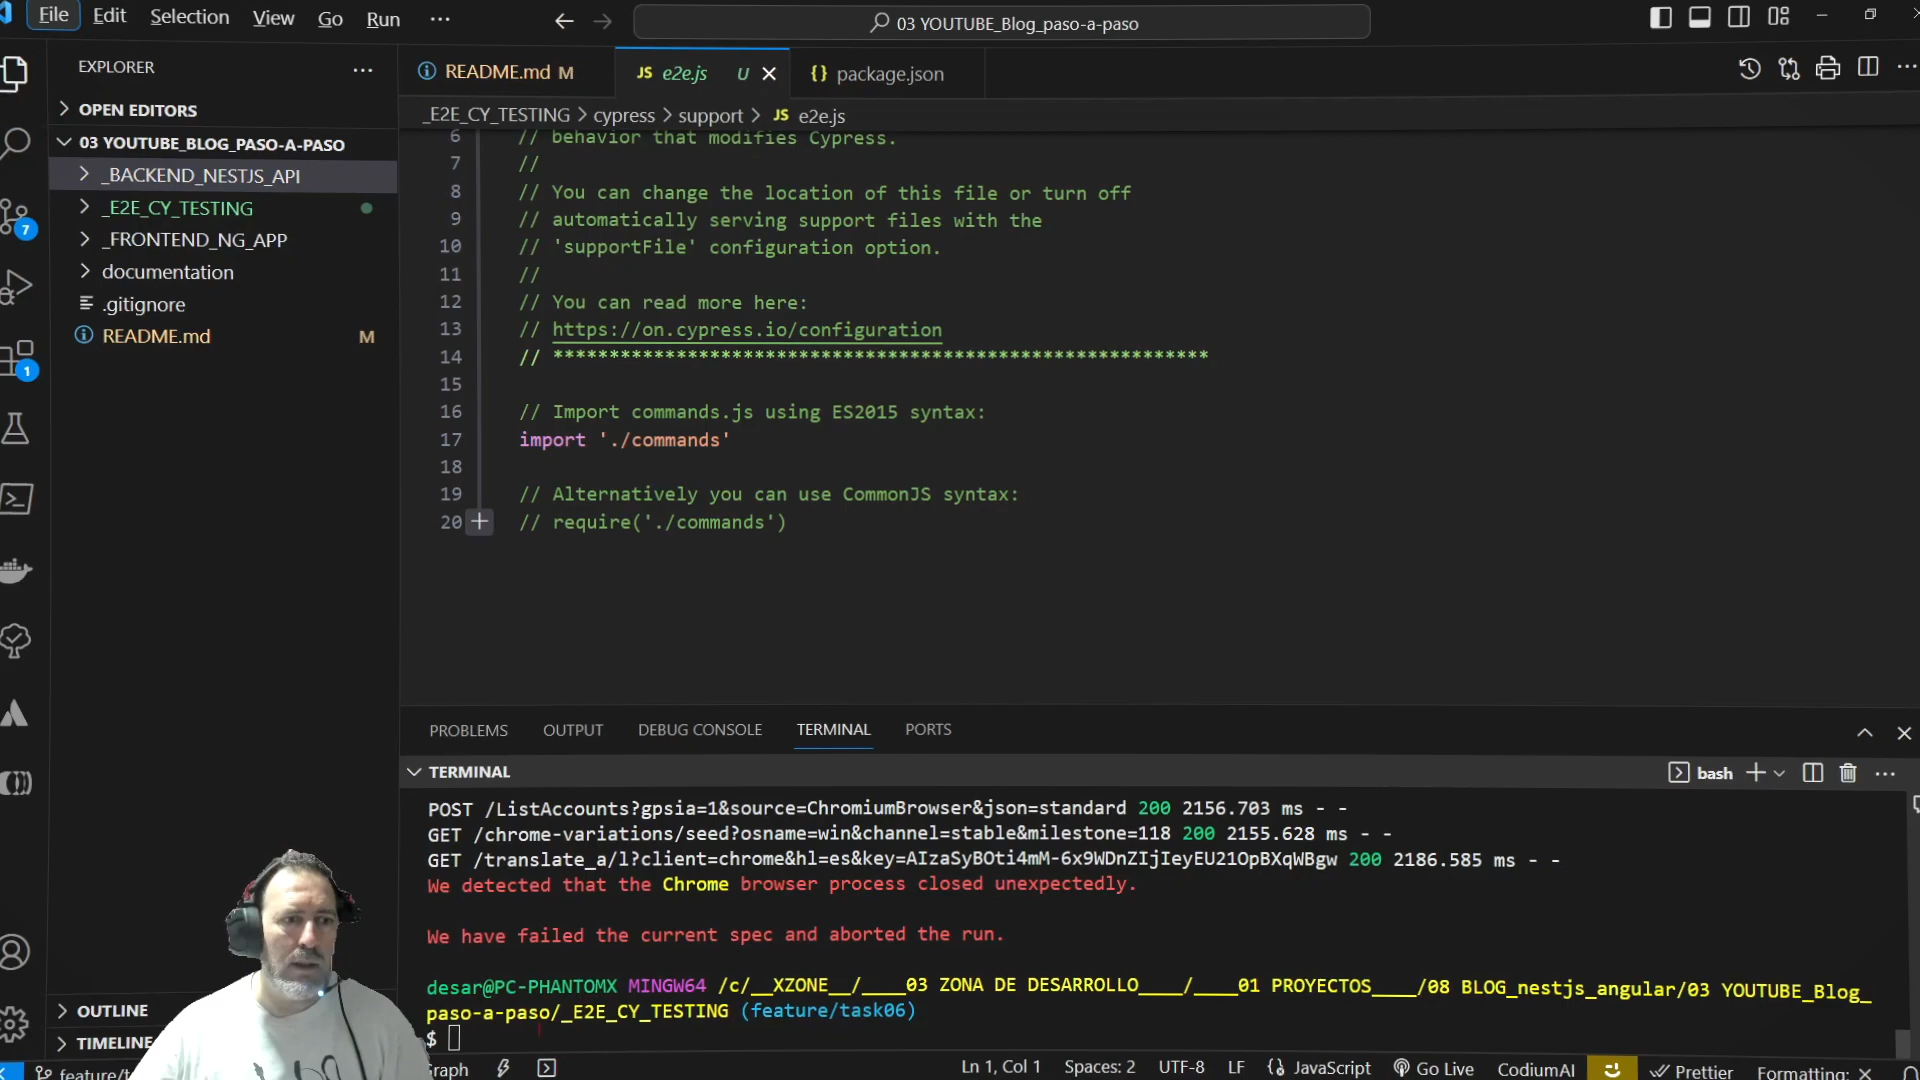 File Edit Selection View Go Run ···
03 YOUTUBE_Blog_paso-a-paso
EXPLORER
OPEN EDITORS
03 YOUTUBE_BLOG_PASO-A-PASO
_BACKEND_NESTJS_API
_E2E_CY_TESTING
_FRONTEND_NG_APP
documentation
.gitignore
README.md M
7
1
OUTLINE
TIMELINE
README.md M
JS e2e.js U
{} package.json
_E2E_CY_TESTING > cypress > support > JS e2e.js
6 // behavior that modifies Cypress.
7 //
8 // You can change the location of this file or turn off
9 // automatically serving support files with the
10 // 'supportFile' configuration option.
11 //
12 // You can read more here:
13 // https://on.cypress.io/configuration
14 // ***********************************************************
15
16 // Import commands.js using ES2015 syntax:
17 import './commands'
18
19 // Alternatively you can use CommonJS syntax:
20 // require('./commands')
PROBLEMS OUTPUT DEBUG CONSOLE TERMINAL PORTS
TERMINAL
bash
POST /ListAccounts?gpsia=1&source=ChromiumBrowser&json=standard 200 2156.703 ms - -
GET /chrome-variations/seed?osname=win&channel=stable&milestone=118 200 2155.628 ms - -
GET /translate_a/l?client=chrome&hl=es&key=AIzaSyBOti4mM-6x9WDnZIjIeyEU21OpBXqWBgw 200 2186.585 ms - -
We detected that the Chrome browser process closed unexpectedly.
We have failed the current spec and aborted the run.
desar@PC-PHANTOMX MINGW64 /c/__XZONE__/____03 ZONA DE DESARROLLO____/____01 PROYECTOS____/08 BLOG_nestjs_angular/03 YOUTUBE_Blog_
paso-a-paso/_E2E_CY_TESTING (feature/task06)
$
Ln 1, Col 1 Spaces: 2 UTF-8 LF {} JavaScript Go Live CodiumAI Prettier Formatting: